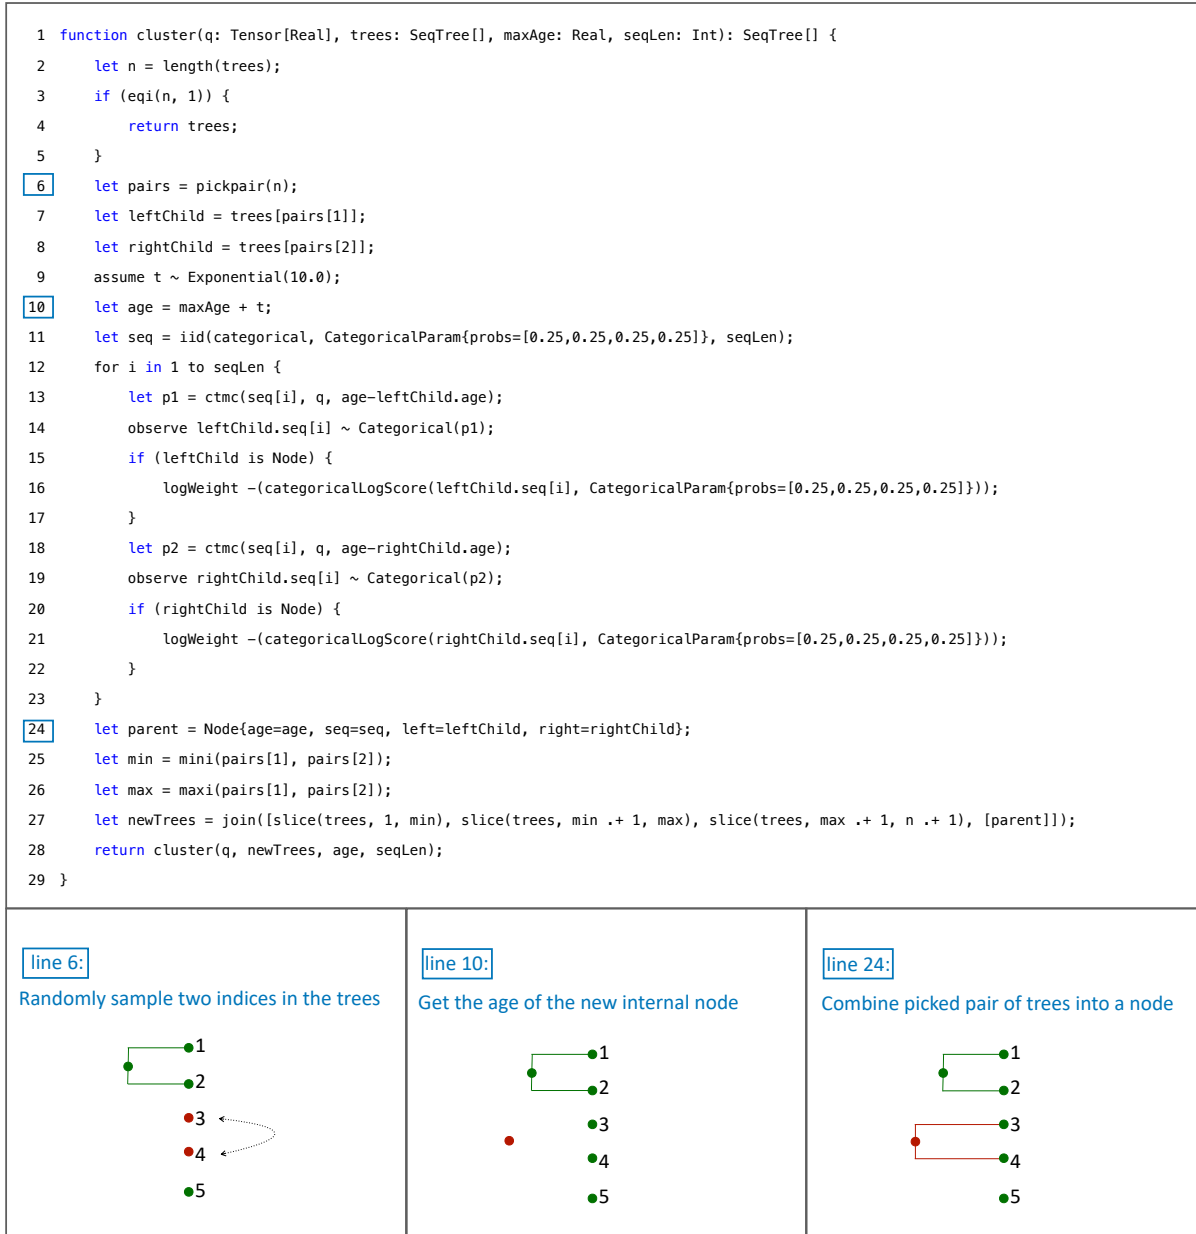 1 function cluster(q: Tensor[Real], trees: SeqTree[], maxAge: Real, seqLen: Int): SeqTree[] {
2 let n = length(trees);
3 if (eqi(n, 1)) {
4 return trees;
5 }
6 let pairs = pickpair(n);
7 let leftChild = trees[pairs[1]];
8 let rightChild = trees[pairs[2]];
9 assume t ~ Exponential(10.0);
10 let age = maxAge + t;
11 let seq = iid(categorical, CategoricalParam{probs=[0.25,0.25,0.25,0.25]}, seqLen);
12 for i in 1 to seqLen {
13 let p1 = ctmc(seq[i], q, age-leftChild.age);
14 observe leftChild.seq[i] ~ Categorical(p1);
15 if (leftChild is Node) {
16 logWeight -(categoricalLogScore(leftChild.seq[i], CategoricalParam{probs=[0.25,0.25,0.25,0.25]}));
17 }
18 let p2 = ctmc(seq[i], q, age-rightChild.age);
19 observe rightChild.seq[i] ~ Categorical(p2);
20 if (rightChild is Node) {
21 logWeight -(categoricalLogScore(rightChild.seq[i], CategoricalParam{probs=[0.25,0.25,0.25,0.25]}));
22 }
23 }
24 let parent = Node{age=age, seq=seq, left=leftChild, right=rightChild};
25 let min = mini(pairs[1], pairs[2]);
26 let max = maxi(pairs[1], pairs[2]);
27 let newTrees = join([slice(trees, 1, min), slice(trees, min .+ 1, max), slice(trees, max .+ 1, n .+ 1), [parent]]);
28 return cluster(q, newTrees, age, seqLen);
29 }
line 6:
Randomly sample two indices in the trees
1
2
3
4
5
line 10:
Get the age of the new internal node
1
2
3
4
5
line 24:
Combine picked pair of trees into a node
1
2
3
4
5